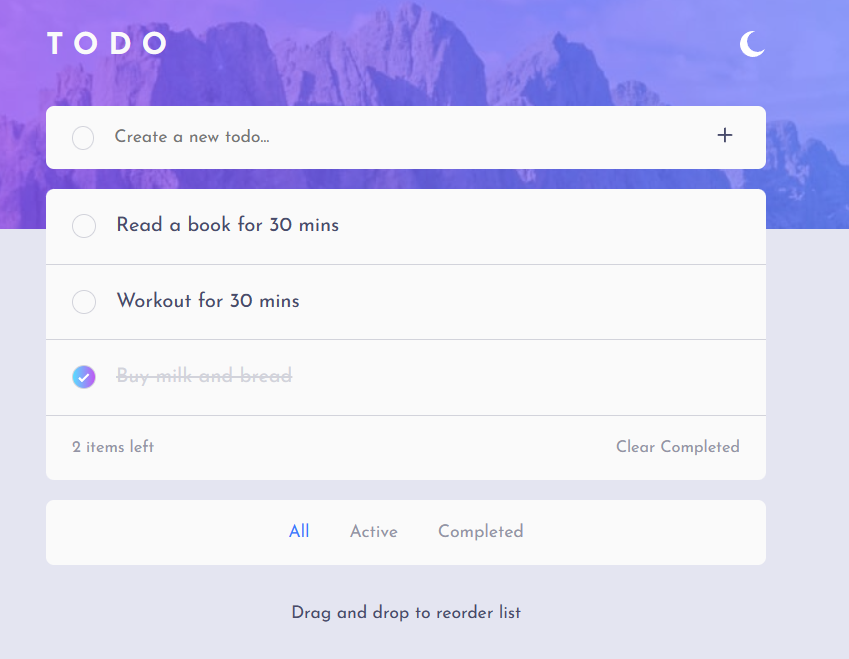 TODO
Create a new todo...
Read a book for 30 mins
Workout for 30 mins
Buy milk and bread
2 items left Clear Completed
All Active Completed
Drag and drop to reorder list